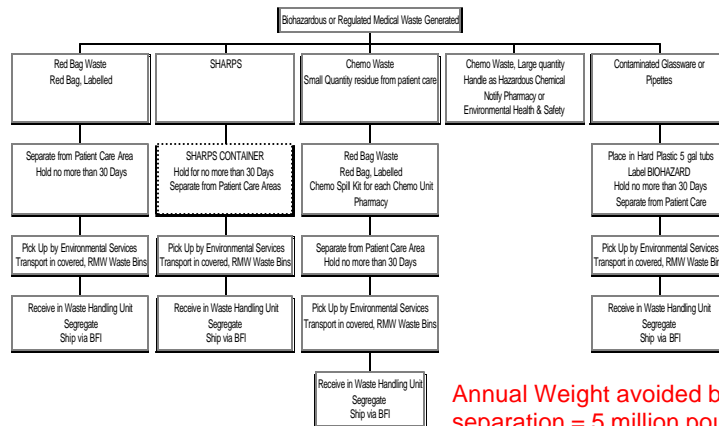 Biohazardous or Regulated Medical Waste Generated
Red Bag Waste
Red Bag, Labelled
SHARPS
Chemo Waste
Small Quantity residue from patient care
Chemo Waste, Large quantity
Handle as Hazardous Chemical
Notify Pharmacy or
Environmental Health & Safety
Contaminated Glassware or
Pipettes
Separate from Patient Care Area
Hold no more than 30 Days
SHARPS CONTAINER
Hold for no more than 30 Days
Separate from Patient Care Areas
Red Bag Waste
Red Bag, Labelled
Chemo Spill Kit for each Chemo Unit
Pharmacy
Place in Hard Plastic 5 gal tubs
Label BIOHAZARD
Hold no more than 30 Days
Separate from Patient Care
Pick Up by Environmental Services
Transport in covered, RMW Waste Bins
Pick Up by Environmental Services
Transport in covered, RMW Waste Bins
Separate from Patient Care Area
Hold no more than 30 Days
Pick Up by Environmental Services
Transport in covered, RMW Waste
Receive in Waste Handling Unit
Segregate
Ship via BFI
Receive in Waste Handling Unit
Segregate
Ship via BFI
Pick Up by Environmental Services
Transport in covered, RMW Waste Bins
Receive in Waste Handling Unit
Segregate
Ship via BFI
Receive in Waste Handling Unit
Segregate
Ship via BFI
Annual Weight avoided
separation = 5 million